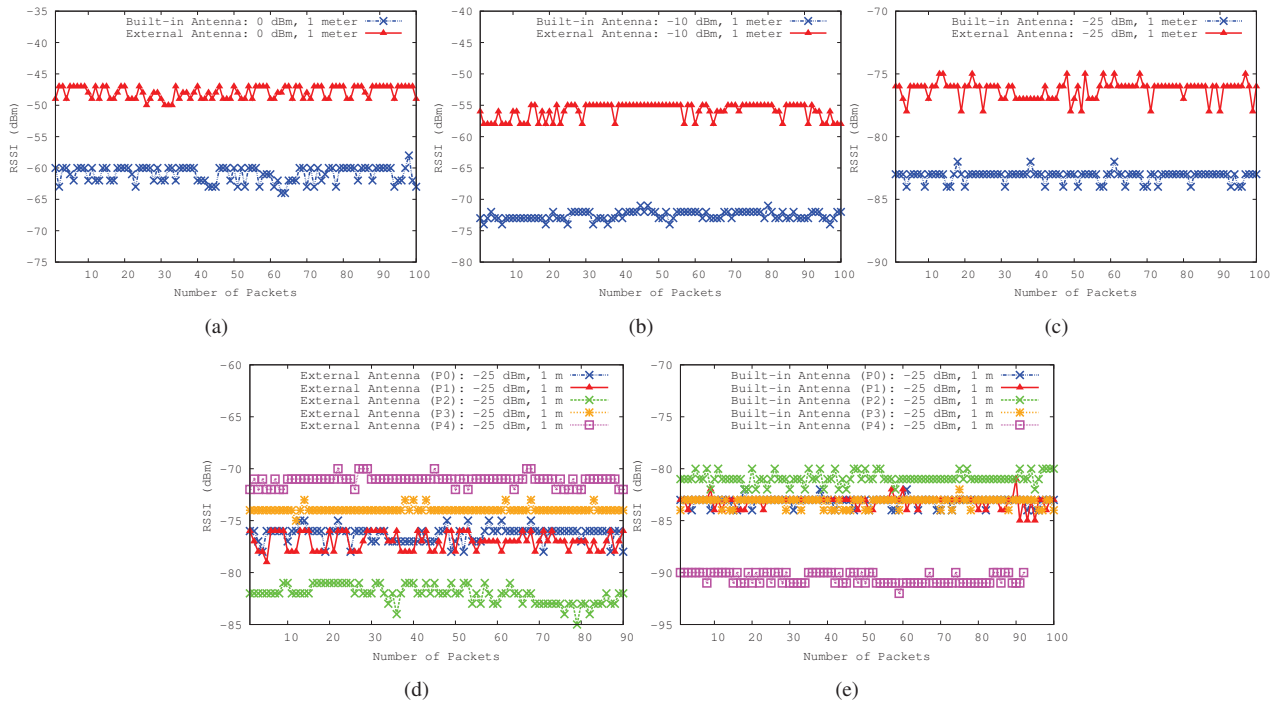 Built-in Antenna: 0 dBm, 1 meter
External Antenna: 0 dBm, 1 meter
RSSI (dBm)
-35
-40
-45
-50
-55
-60
-65
-70
-75
10 20 30 40 50 60 70 80 90 100
Number of Packets
(a)
Built-in Antenna: -10 dBm, 1 meter
External Antenna: -10 dBm, 1 meter
RSSI (dBm)
-40
-45
-50
-55
-60
-65
-70
-75
-80
10 20 30 40 50 60 70 80 90 100
Number of Packets
(b)
Built-in Antenna: -25 dBm, 1 meter
External Antenna: -25 dBm, 1 meter
RSSI (dBm)
-70
-75
-80
-85
-90
10 20 30 40 50 60 70 80 90 100
Number of Packets
(c)
External Antenna (P0): -25 dBm, 1 m
External Antenna (P1): -25 dBm, 1 m
External Antenna (P2): -25 dBm, 1 m
External Antenna (P3): -25 dBm, 1 m
External Antenna (P4): -25 dBm, 1 m
RSSI (dBm)
-60
-65
-70
-75
-80
-85
10 20 30 40 50 60 70 80 90
Number of Packets
(d)
Built-in Antenna (P0): -25 dBm, 1 m
Built-in Antenna (P1): -25 dBm, 1 m
Built-in Antenna (P2): -25 dBm, 1 m
Built-in Antenna (P3): -25 dBm, 1 m
Built-in Antenna (P4): -25 dBm, 1 m
RSSI (dBm)
-70
-75
-80
-85
-90
-95
10 20 30 40 50 60 70 80 90 100
Number of Packets
(e)